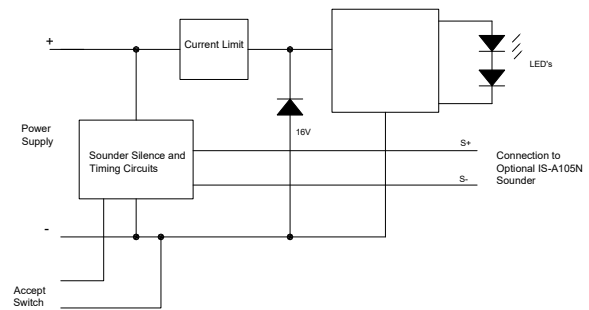 +
Current Limit
LED's
16V
Power
Supply
Sounder Silence and
Timing Circuits
S+
S-
Connection to
Optional IS-A105N
Sounder
-
Accept
Switch